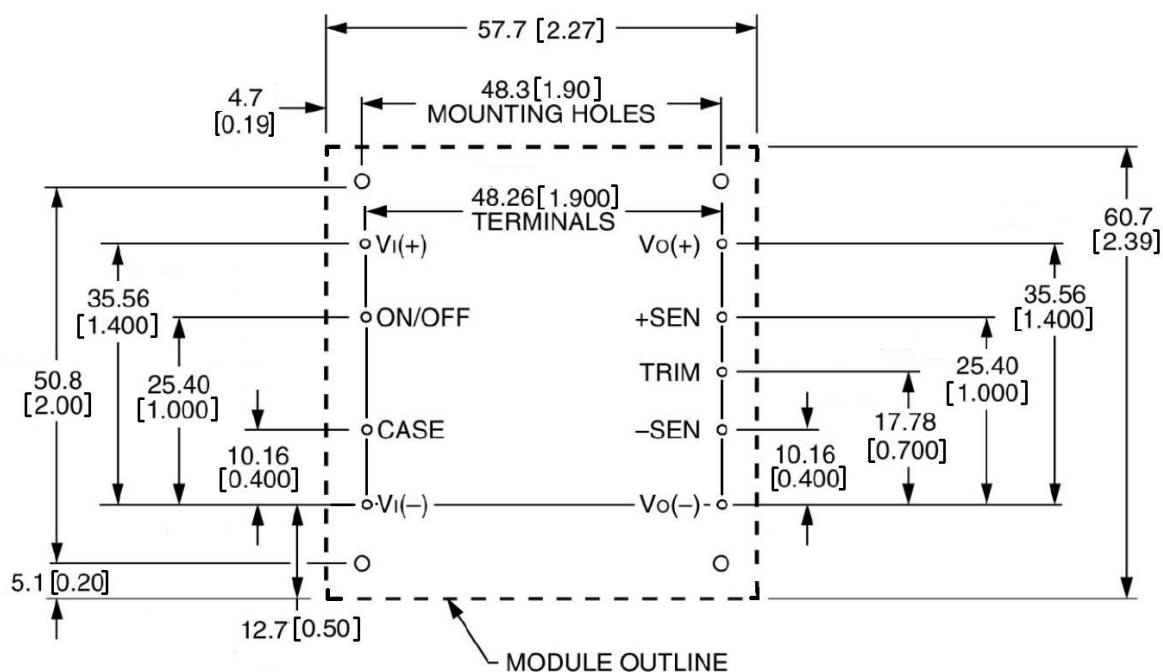 57.7 [2.27]
48.3 [1.90]
MOUNTING HOLES
4.7
[0.19]
48.26 [1.900]
TERMINALS
60.7
[2.39]
VI(+)
VO(+)
35.56
[1.400]
35.56
[1.400]
ON/OFF
+SEN
50.8
[2.00]
25.40
[1.000]
TRIM
25.40
[1.000]
CASE
–SEN
17.78
[0.700]
10.16
[0.400]
10.16
[0.400]
VI(–)
VO(–)
5.1 [0.20]
12.7 [0.50]
MODULE OUTLINE